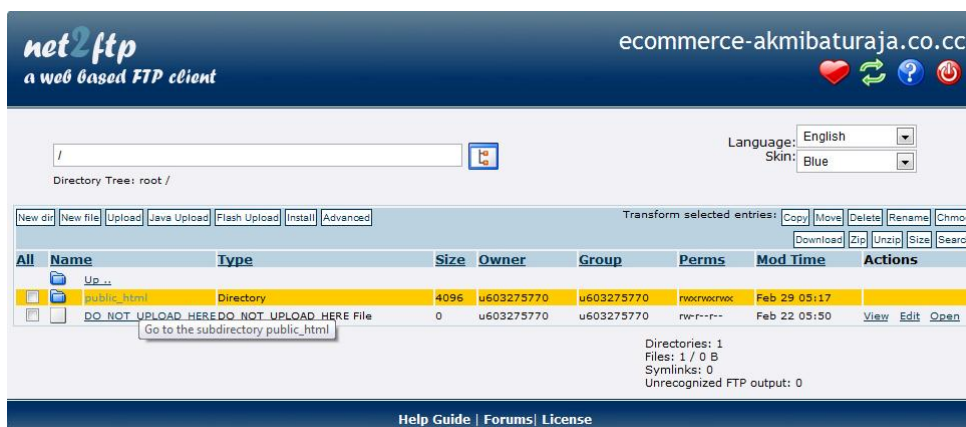 net2ftp
a web based FTP client
ecommerce-akmibaturaja.co.cc
/
Language: English
Skin: Blue
Directory Tree: root /
New dir New file Upload Java Upload Flash Upload Install Advanced
Transform selected entries: Copy Move Delete Rename Chmo
Download Zip Unzip Size Searc
All Name Type Size Owner Group Perms Mod Time Actions
Up ..
public_html Directory 4096 u603275770 u603275770 rwxrwxrwx Feb 29 05:17
DO_NOT_UPLOAD_HERE DO_NOT_UPLOAD_HERE File 0 u603275770 u603275770 rw-r--r-- Feb 22 05:50 View Edit Open
Go to the subdirectory public_html
Directories: 1
Files: 1 / 0 B
Symlinks: 0
Unrecognized FTP output: 0
Help Guide | Forums| License